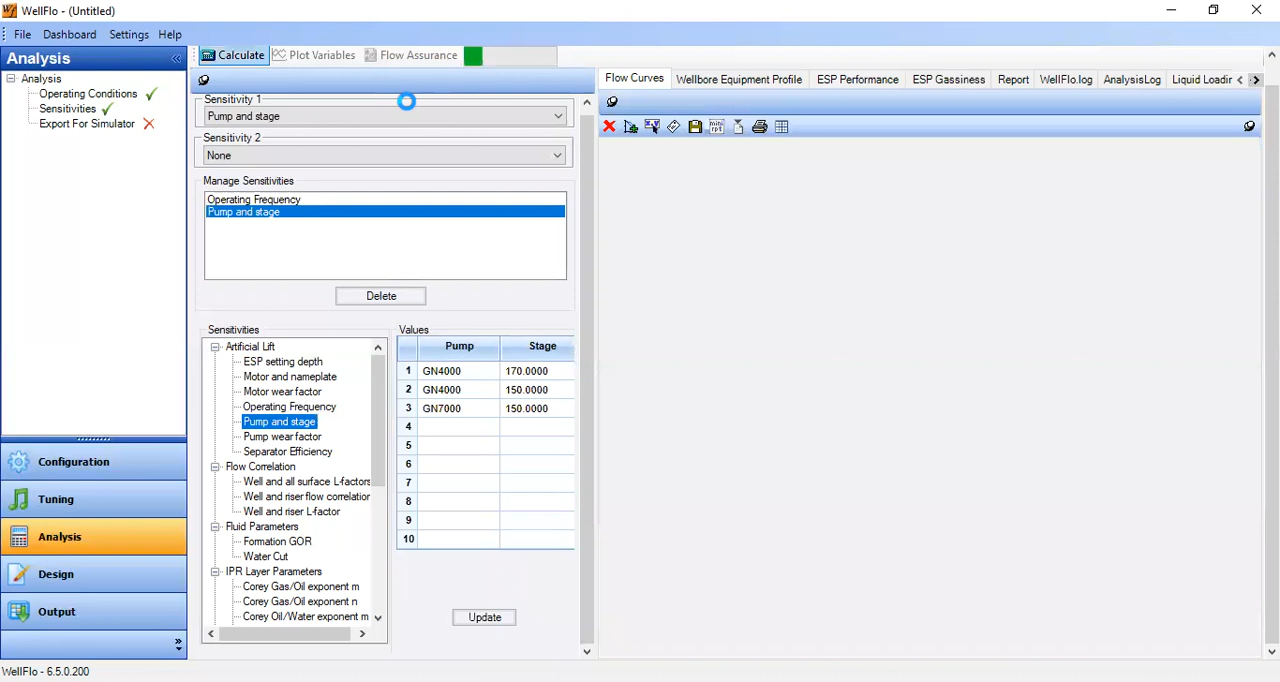 WellFlo - (Untitled)
File Dashboard Settings Help
Analysis
Analysis
Operating Conditions
Sensitivities
Export For Simulator
Configuration
Tuning
Analysis
Design
Output
Calculate Plot Variables Flow Assurance
Sensitivity 1
Pump and stage
Sensitivity 2
None
Manage Sensitivities
Operating Frequency
Pump and stage
Delete
Sensitivities
Artificial Lift
ESP setting depth
Motor and nameplate
Motor wear factor
Operating Frequency
Pump and stage
Pump wear factor
Separator Efficiency
Flow Correlation
Well and all surface L-factors
Well and riser flow correlation
Well and riser L-factor
Fluid Parameters
Formation GOR
Water Cut
IPR Layer Parameters
Corey Gas/Oil exponent m
Corey Gas/Oil exponent n
Corey Oil/Water exponent m
Values
Pump Stage
1 GN4000 170.0000
2 GN4000 150.0000
3 GN7000 150.0000
4
5
6
7
8
9
10
Update
Flow Curves Wellbore Equipment Profile ESP Performance ESP Gassiness Report WellFlo.log AnalysisLog Liquid Loadir
WellFlo - 6.5.0.200